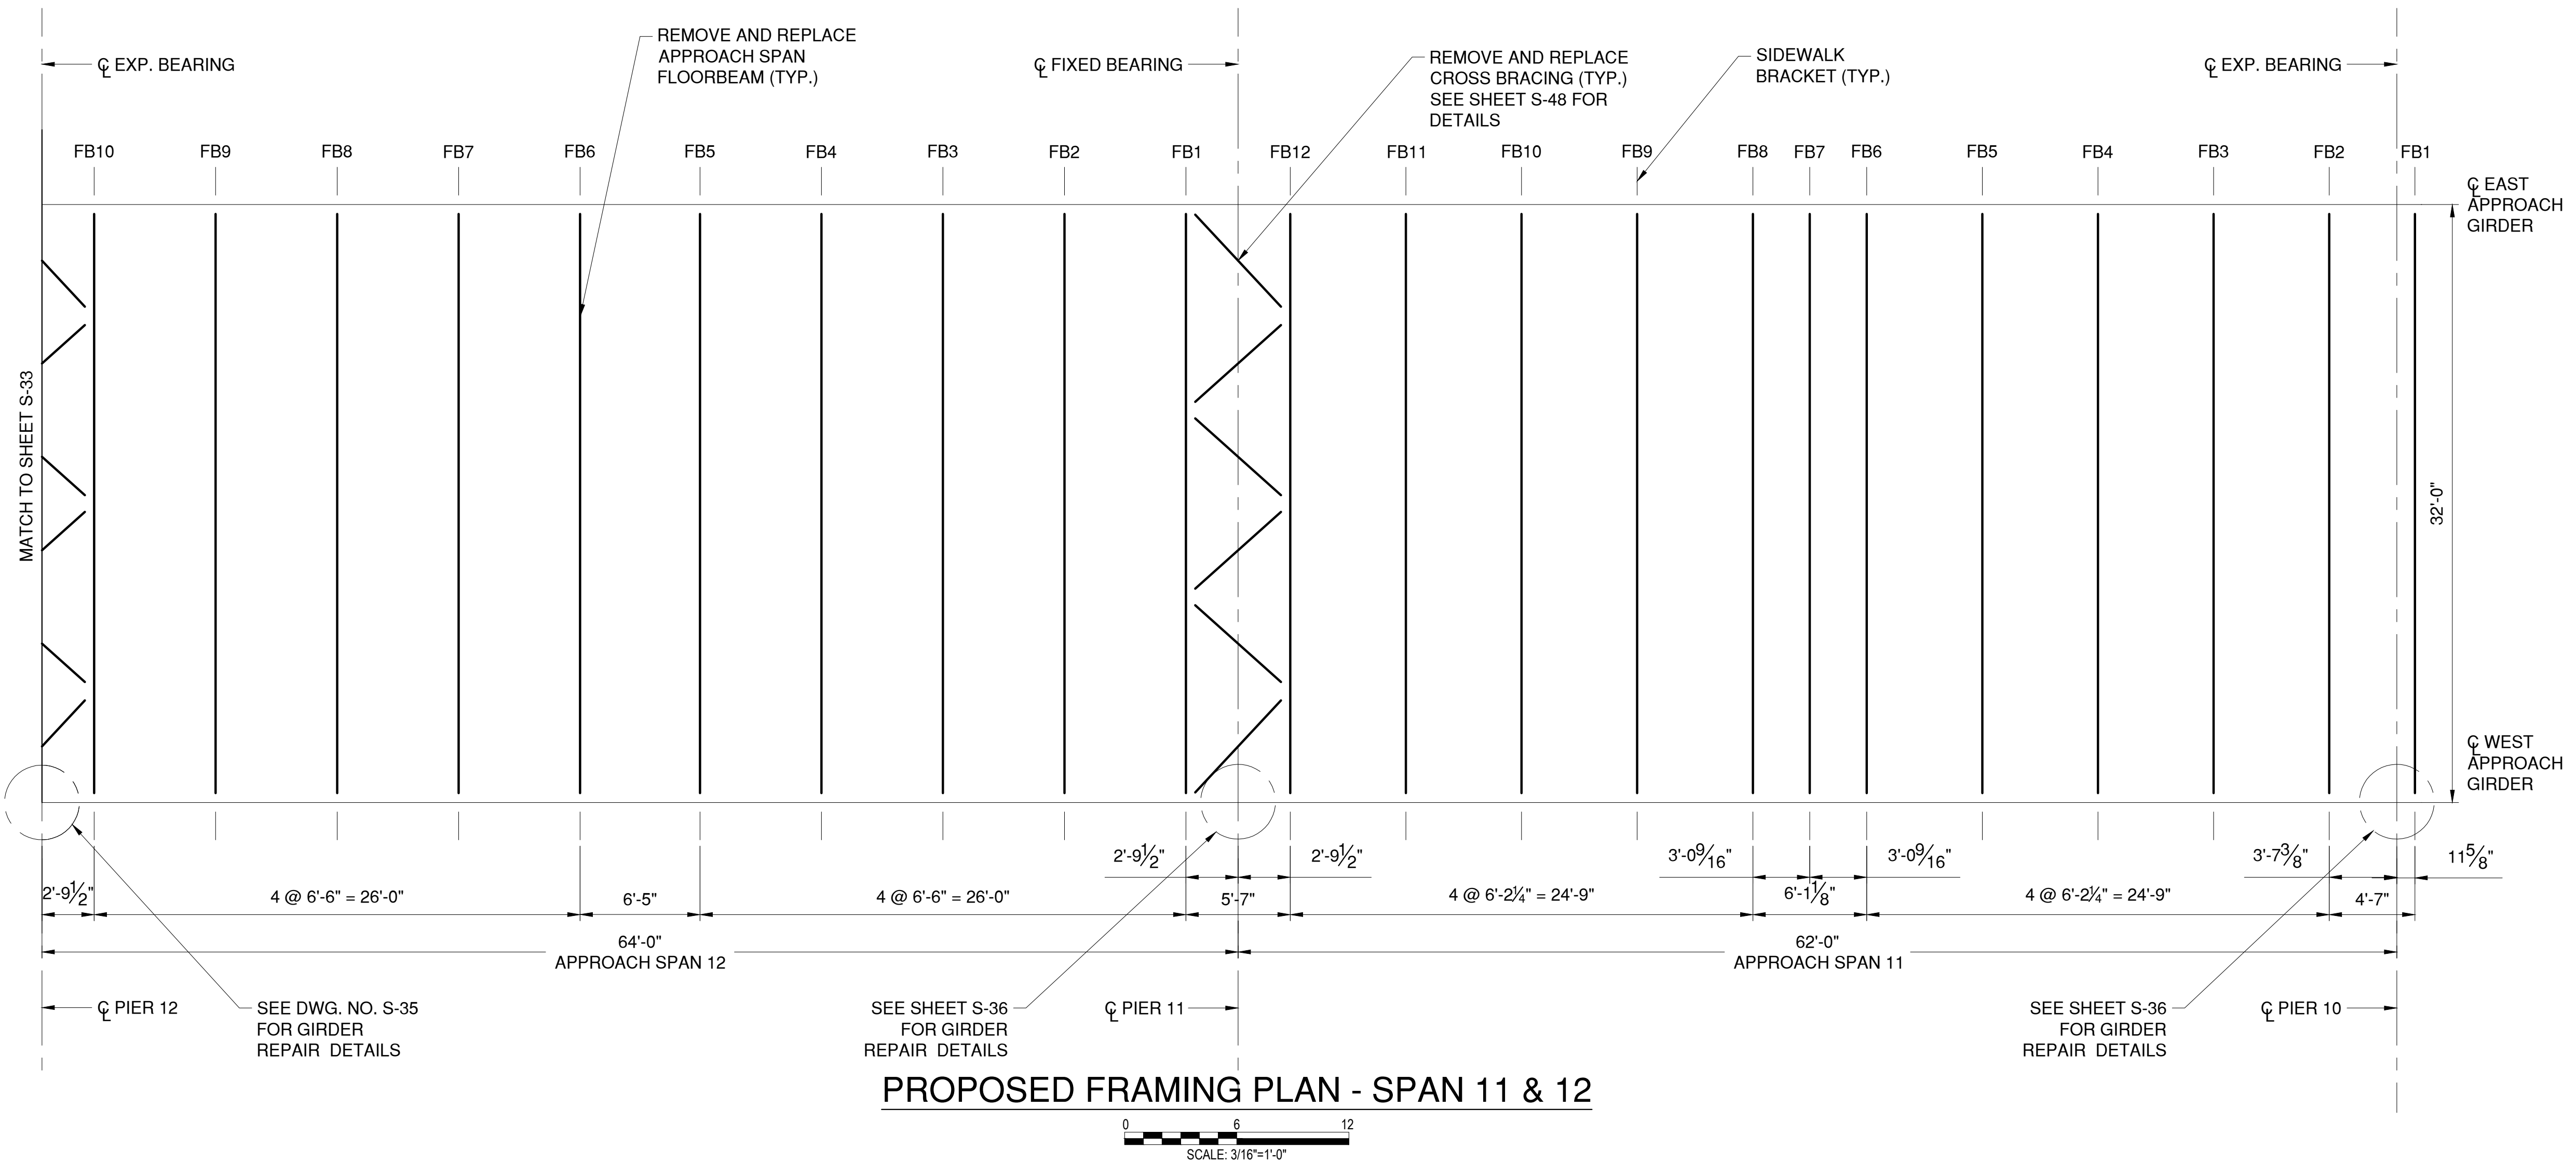 REMOVE AND REPLACE
APPROACH SPAN
FLOORBEAM (TYP.)
℄ EXP. BEARING
℄ FIXED BEARING
REMOVE AND REPLACE
CROSS BRACING (TYP.)
SEE SHEET S-48 FOR
DETAILS
SIDEWALK
BRACKET (TYP.)
℄ EXP. BEARING
FB10 FB9 FB8 FB7 FB6 FB5 FB4 FB3 FB2 FB1 FB12 FB11 FB10 FB9 FB8 FB7 FB6 FB5 FB4 FB3 FB2 FB1
℄ EAST
APPROACH
GIRDER
MATCH TO SHEET S-33
32'-0"
℄ WEST
APPROACH
GIRDER
2'-9½" 2'-9½" 3'-0⁹⁄₁₆" 3'-0⁹⁄₁₆" 3'-7⅜" 11⅝"
2'-9½" 4 @ 6'-6" = 26'-0" 6'-5" 4 @ 6'-6" = 26'-0" 5'-7" 4 @ 6'-2¼" = 24'-9" 6'-1⅛" 4 @ 6'-2¼" = 24'-9" 4'-7"
64'-0"
APPROACH SPAN 12
62'-0"
APPROACH SPAN 11
℄ PIER 12
SEE DWG. NO. S-35
FOR GIRDER
REPAIR DETAILS
SEE SHEET S-36
FOR GIRDER
REPAIR DETAILS
℄ PIER 11
SEE SHEET S-36
FOR GIRDER
REPAIR DETAILS
℄ PIER 10
PROPOSED FRAMING PLAN - SPAN 11 & 12
0 6 12
SCALE: 3/16"=1'-0"